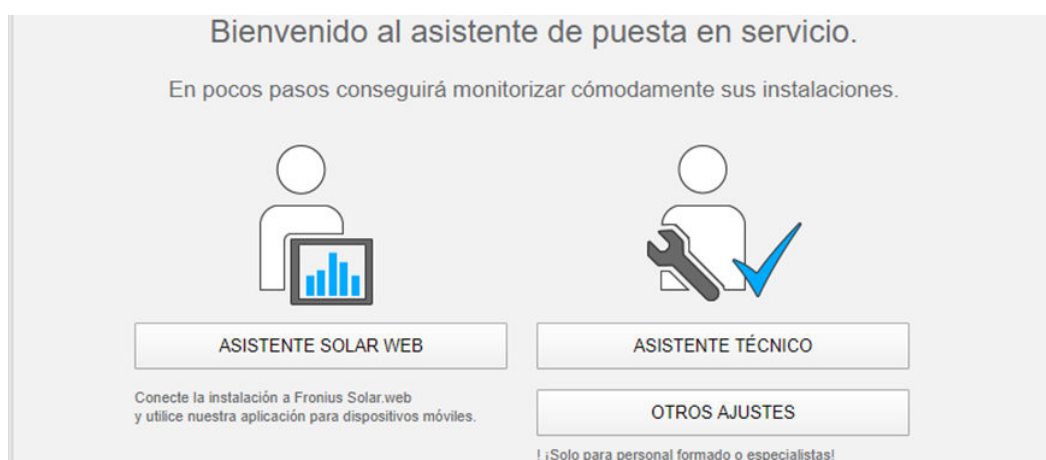 Bienvenido al asistente de puesta en servicio.
En pocos pasos conseguirá monitorizar cómodamente sus instalaciones.
ASISTENTE SOLAR WEB
Conecte la instalación a Fronius Solar.web
y utilice nuestra aplicación para dispositivos móviles.
ASISTENTE TÉCNICO
OTROS AJUSTES
! ¡Solo para personal formado o especialistas!